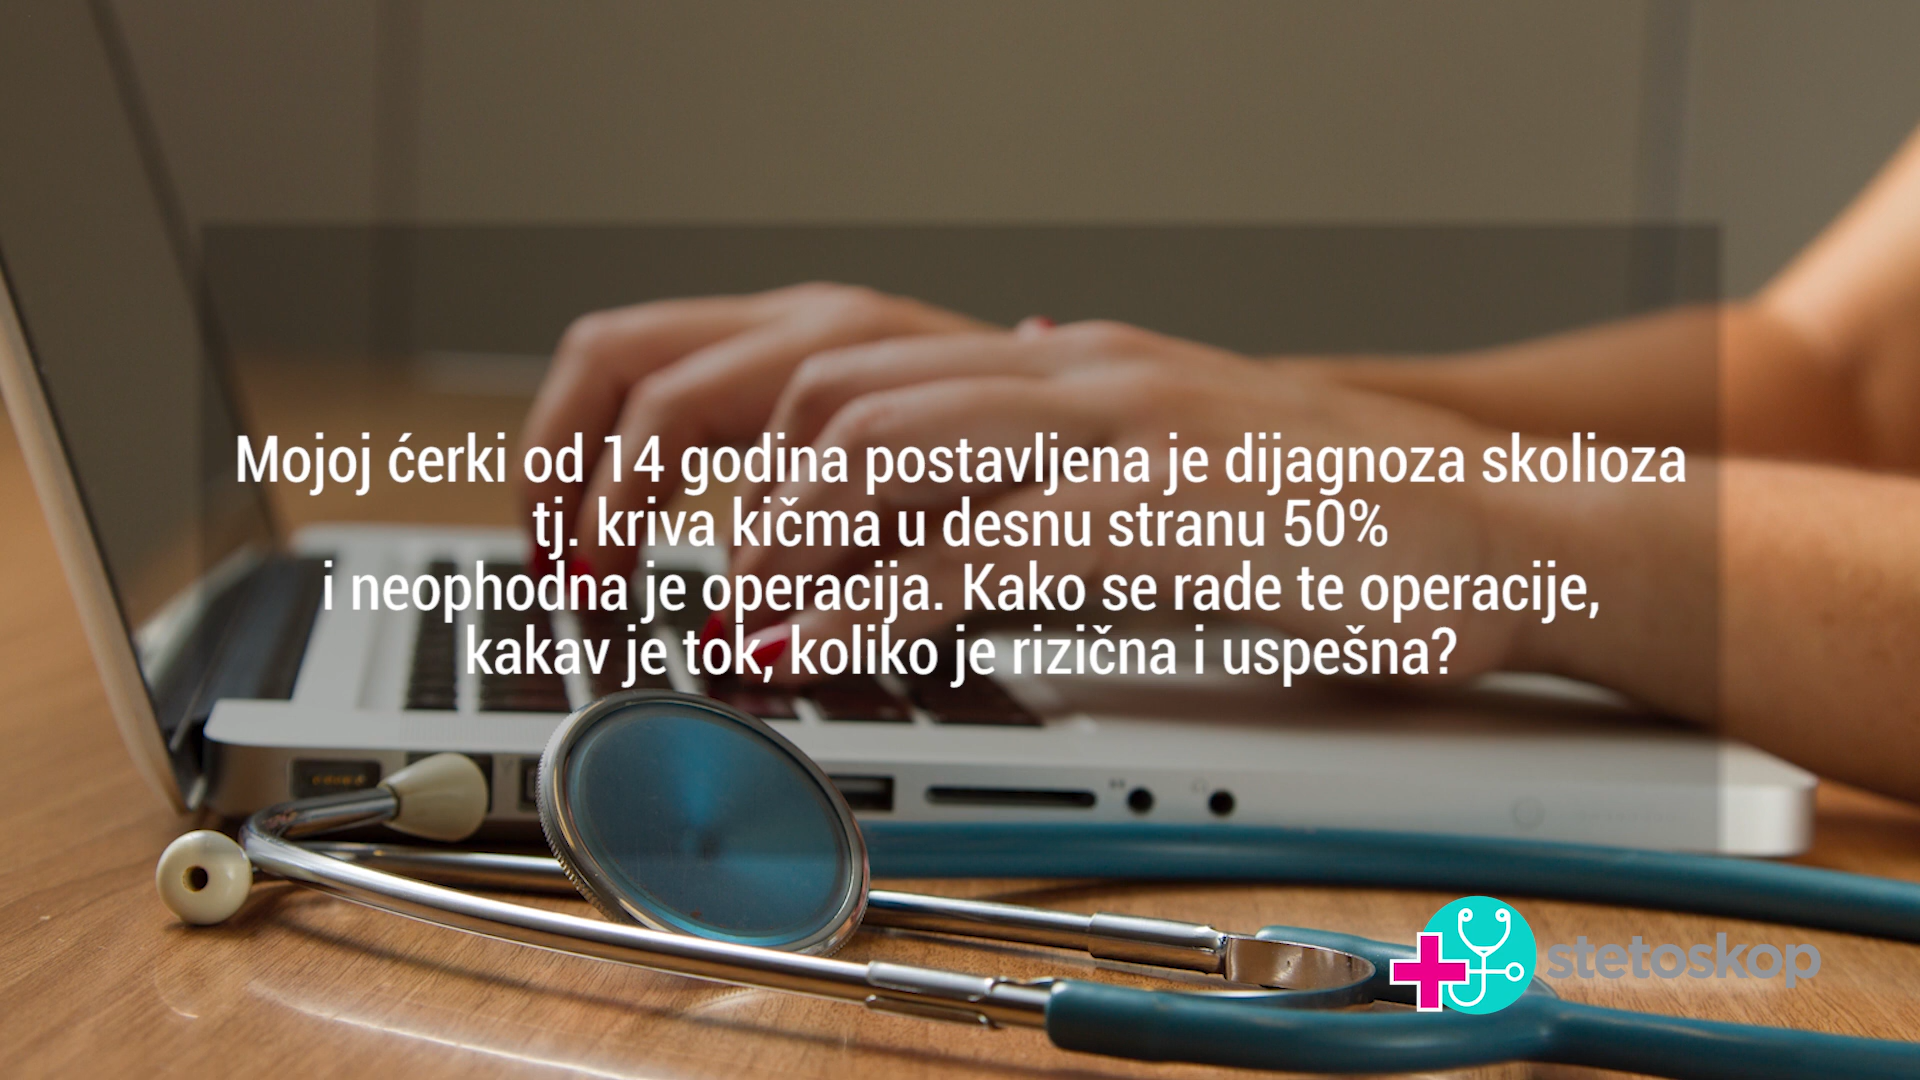 Mojoj ćerki od 14 godina postavljena je dijagnoza skolioza
tj. kriva kičma u desnu stranu 50%
i neophodna je operacija. Kako se rade te operacije,
kakav je tok, koliko je rizična i uspešna?
stetoskop